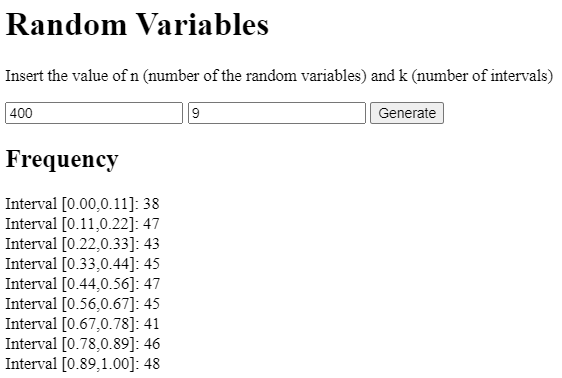 Random Variables
Insert the value of n (number of the random variables) and k (number of intervals)
400 9 Generate
Frequency
Interval [0.00,0.11]: 38
Interval [0.11,0.22]: 47
Interval [0.22,0.33]: 43
Interval [0.33,0.44]: 45
Interval [0.44,0.56]: 47
Interval [0.56,0.67]: 45
Interval [0.67,0.78]: 41
Interval [0.78,0.89]: 46
Interval [0.89,1.00]: 48